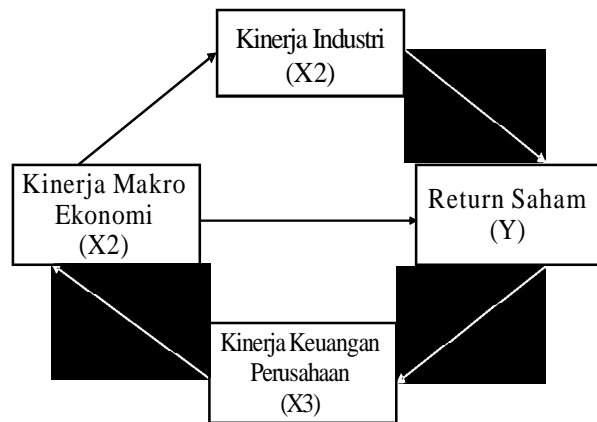 Kinerja Industri
(X2)
Kinerja Makro
Ekonomi
(X2)
Return Saham
(Y)
Kinerja Keuangan
Perusahaan
(X3)